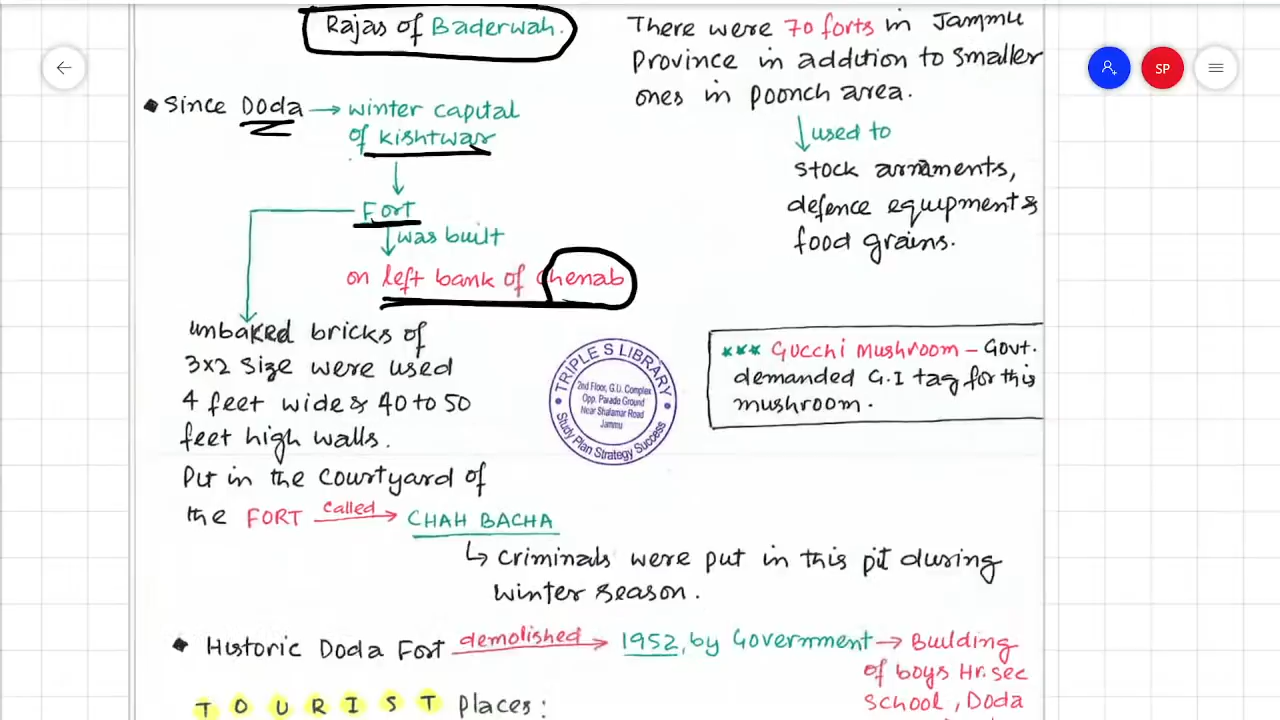 Rajas of Baderwah.
• Since Doda → winter capital
of kishtwar
Fort
was built
on left bank of Chenab
unbaked bricks of
3x2 size were used
4 feet wide & 40 to 50
feet high walls.
Put in the courtyard of
the FORT called → CHAH BACHA
↳ criminals were put in this pit during
winter season.
• Historic Doda Fort demolished → 1952, by Government → Building
of boys Hr. sec
school, Doda
TOURIST places:
There were 70 forts in Jammu
Province in addition to smaller
ones in poonch area.
used to
stock armaments,
defence equipment &
food grains.
*** Gucchi Mushroom - Govt.
demanded G.I tag for this
mushroom.
TRIPLE S LIBRARY
2nd Floor, G.U. Complex
Opp. Parade Ground
Near Shalamar Road
Jammu
Study Plan Strategy Success
SP